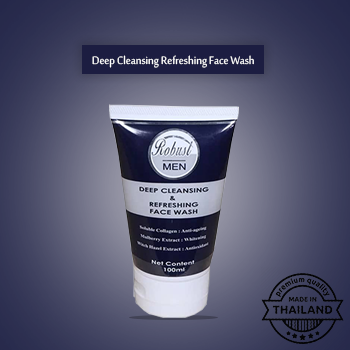 Deep Cleansing Refreshing Face Wash
Robust
MEN
DEEP CLEANSING
&
REFRESHING
FACE WASH
Soluble Collagen : Anti-ageing
Mulberry Extract : Whitening
Witch Hazel Extract : Antioxidant
Net Content
100ml
premium quality
MADE IN
THAILAND